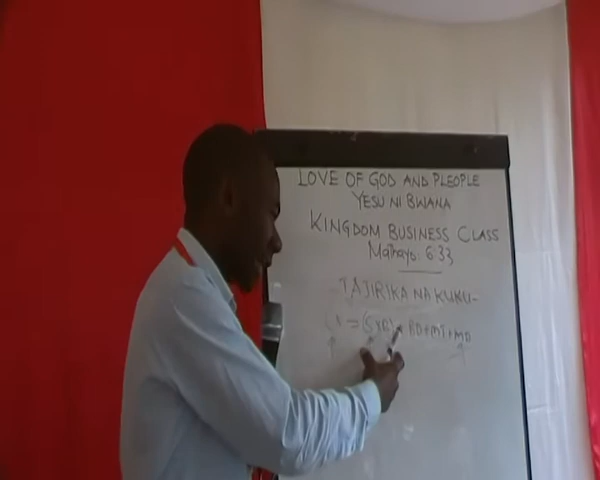 LOVE OF GOD AND PLEOPLE
YESU NI BWANA
KINGDOM BUSINESS CLASS
Mathayo 6:33
TAJIRIKA NA KUKU-